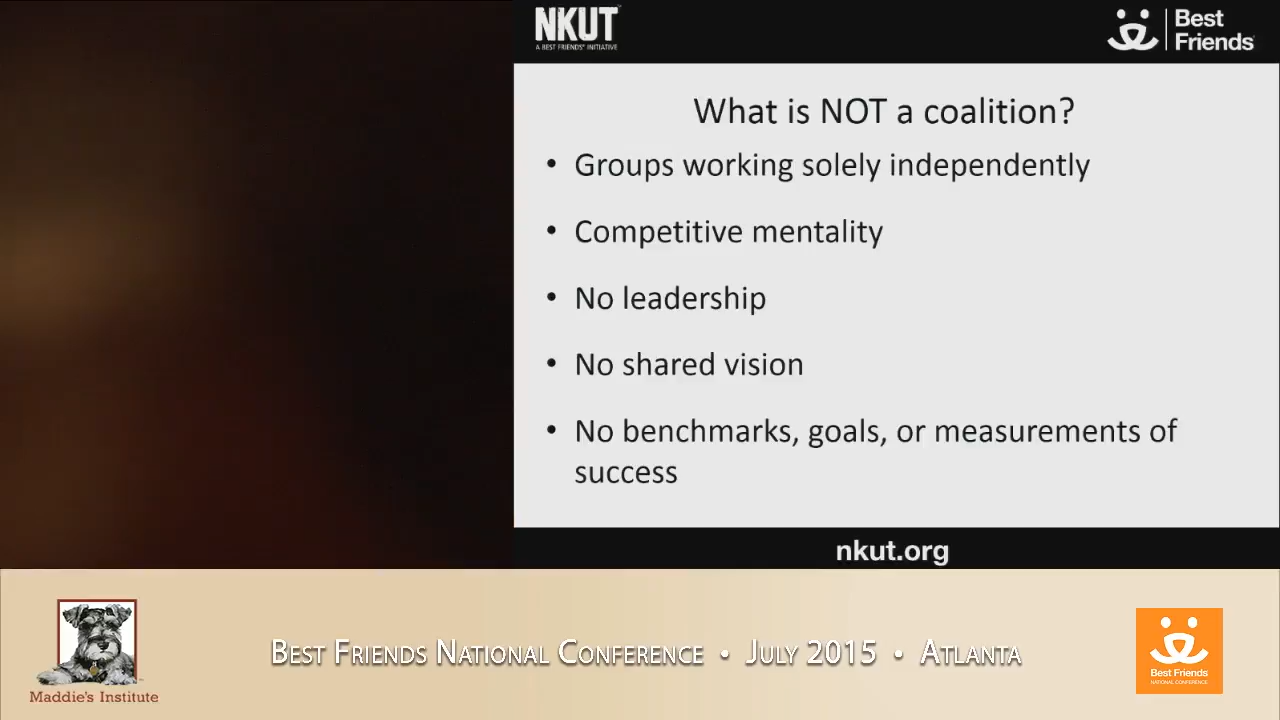 NKUT
A BEST FRIENDS® INITIATIVE
Best
Friends
What is NOT a coalition?
• Groups working solely independently
• Competitive mentality
• No leadership
• No shared vision
• No benchmarks, goals, or measurements of
success
nkut.org
Maddie's Institute
Best Friends National Conference • July 2015 • Atlanta
Best Friends
NATIONAL CONFERENCE